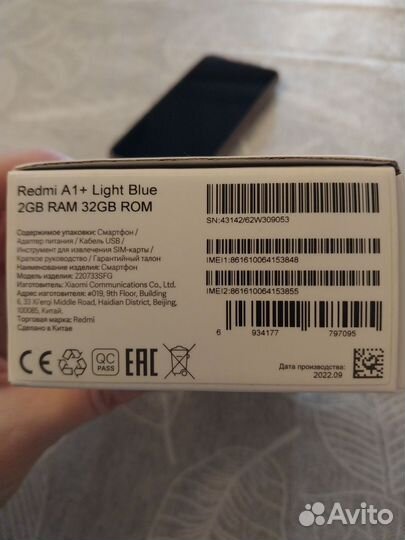 Redmi A1+ Light Blue
2GB RAM 32GB ROM
Содержимое упаковки: Смартфон /
Адаптер питания / Кабель USB /
Инструмент для извлечения SIM-карты /
Краткое руководство / Гарантийный талон
Наименование изделия: Смартфон
Модель изделия: 220733SFG
Изготовитель: Xiaomi Communications Co., Ltd.
Адрес изготовителя: #019, 9th Floor, Building
6, 33 Xi'erqi Middle Road, Haidian District, Beijing,
100085, Китай.
Торговая марка: Redmi
Сделано в Китае
SN:43142/62W309053
IMEI1:861610064153848
IMEI2:861610064153855
6 934177 797095
CE
QC
PASS
EAC
Дата производства:
2022.09
Avito